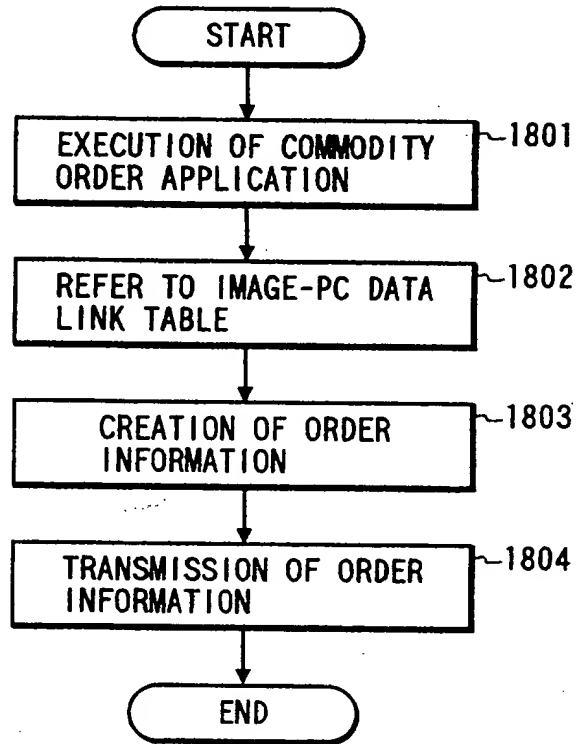 START
EXECUTION OF COMMODITY
ORDER APPLICATION
1801
REFER TO IMAGE-PC DATA
LINK TABLE
1802
CREATION OF ORDER
INFORMATION
1803
TRANSMISSION OF ORDER
INFORMATION
1804
END